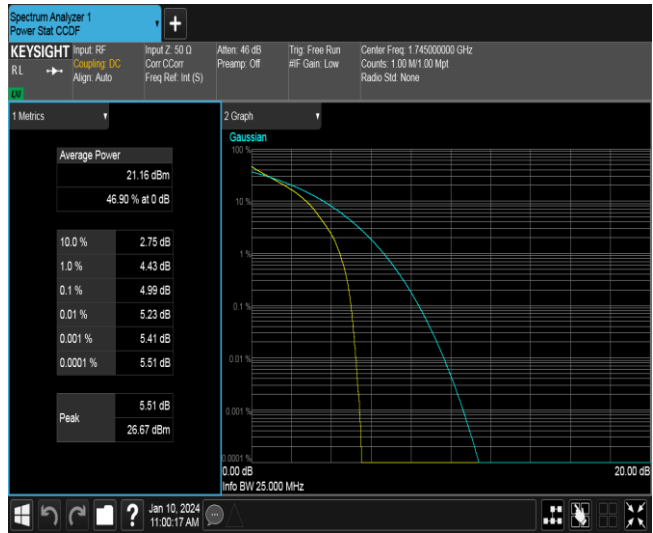 Spectrum Analyzer 1
Power Stat CCDF
+
KEYSIGHT
RL
LXI
Input: RF
Coupling: DC
Align: Auto
Input Z: 50 Ω
Corr CCorr
Freq Ref: Int (S)
Atten: 46 dB
Preamp: Off
Trig: Free Run
#IF Gain: Low
Center Freq: 1.745000000 GHz
Counts: 1.00 M/1.00 Mpt
Radio Std: None
1 Metrics
Average Power
21.16 dBm
46.90 % at 0 dB
10.0 % 2.75 dB
1.0 % 4.43 dB
0.1 % 4.99 dB
0.01 % 5.23 dB
0.001 % 5.41 dB
0.0001 % 5.51 dB
Peak
5.51 dB
26.67 dBm
2 Graph
Gaussian
100 %
10 %
1 %
0.1 %
0.01 %
0.001 %
0.0001 %
0.00 dB
20.00 dB
Info BW 25.000 MHz
?
Jan 10, 2024
11:00:17 AM